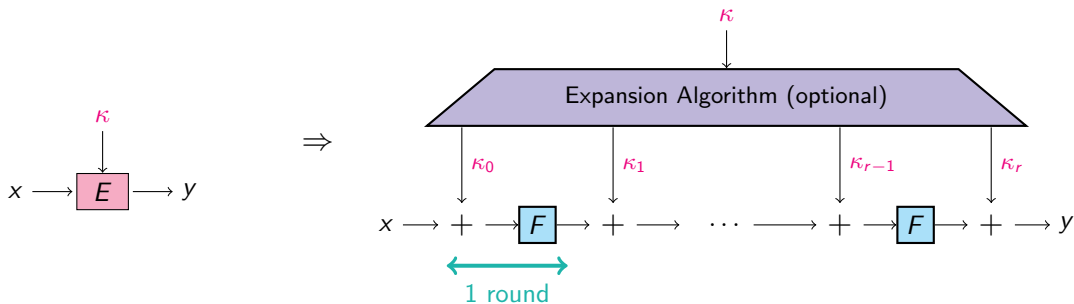 κ
Expansion Algorithm (optional)
κ
⇒
κ₀ κ₁ κᵣ₋₁ κᵣ
x E y
x + F + ⋯ + F + y
1 round